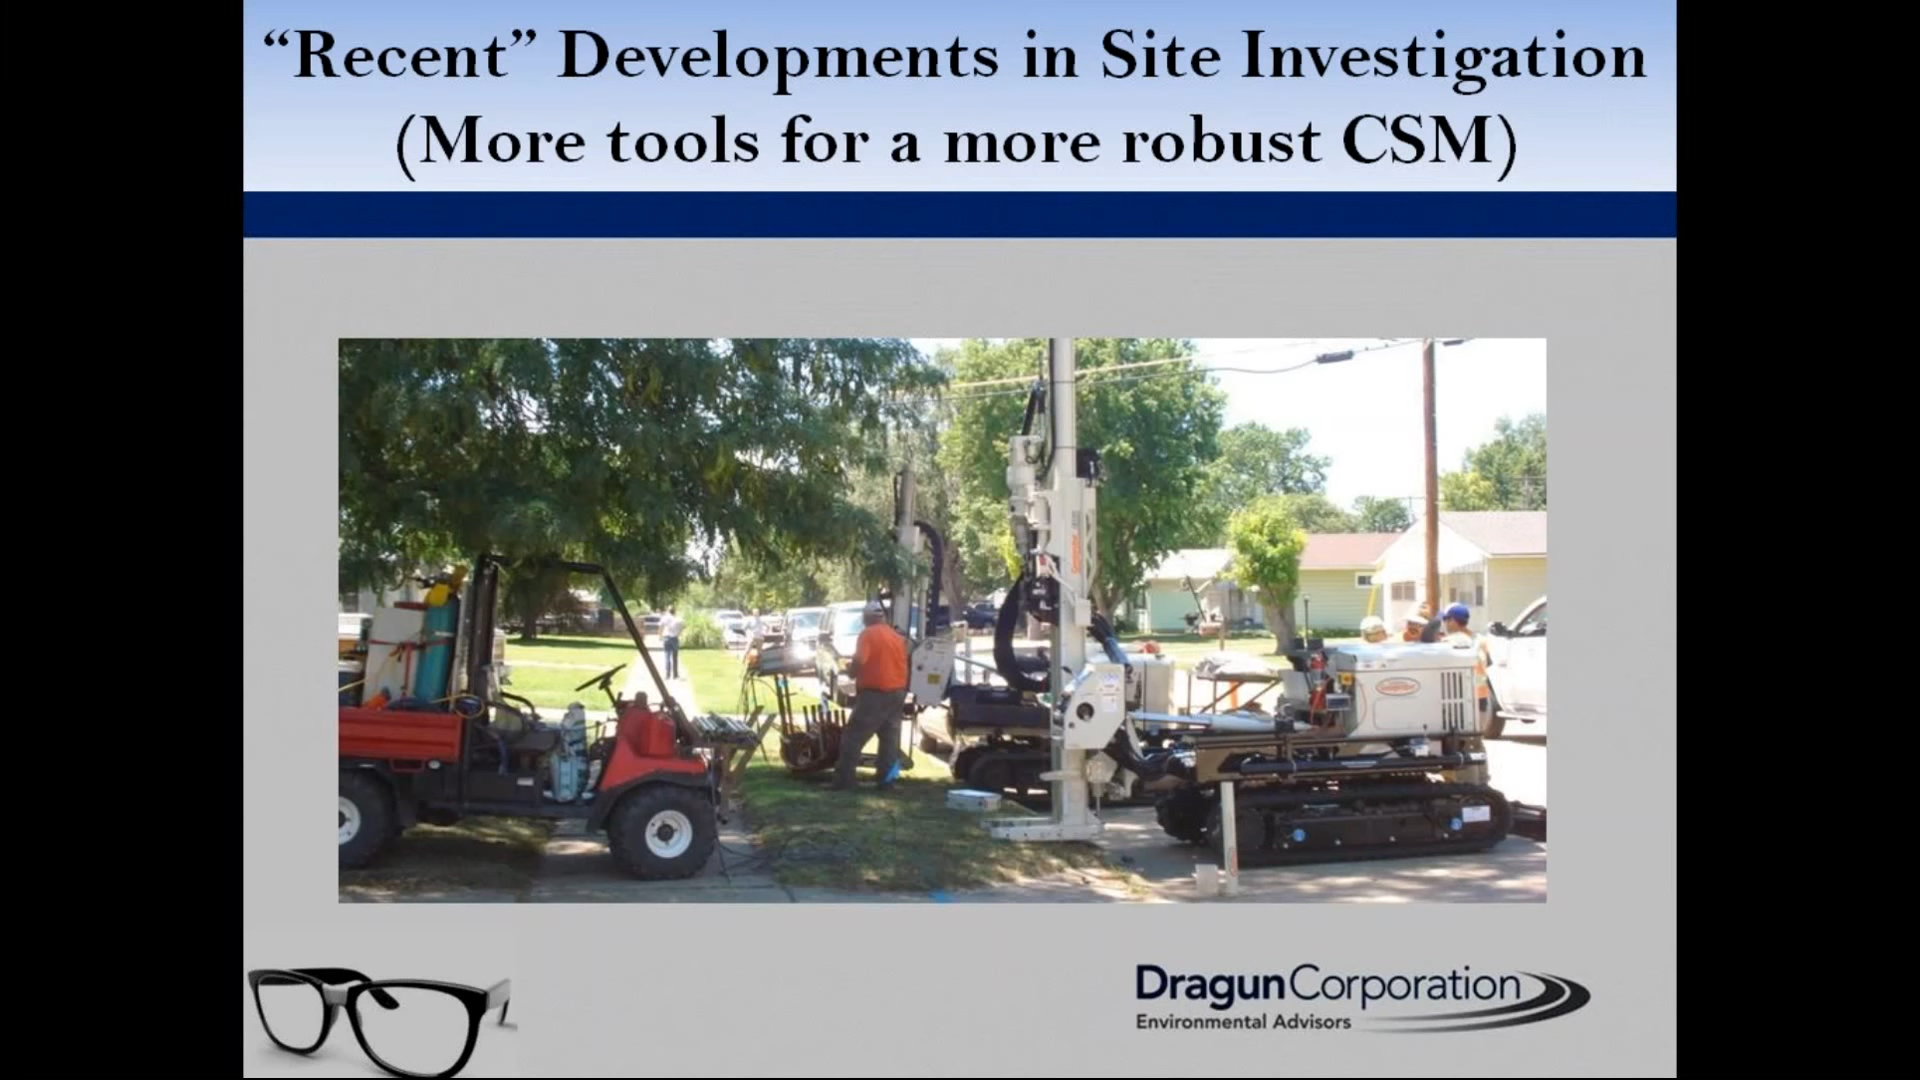 “Recent” Developments in Site Investigation
(More tools for a more robust CSM)
DragunCorporation
Environmental Advisors